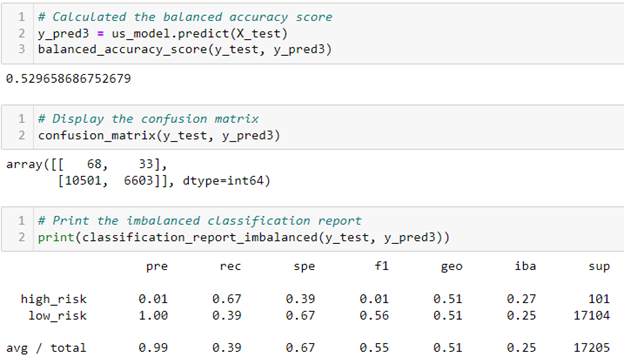 1 # Calculated the balanced accuracy score
2 y_pred3 = us_model.predict(X_test)
3 balanced_accuracy_score(y_test, y_pred3)
0.529658686752679
1 # Display the confusion matrix
2 confusion_matrix(y_test, y_pred3)
array([[   68,    33],
       [10501,  6603]], dtype=int64)
1 # Print the imbalanced classification report
2 print(classification_report_imbalanced(y_test, y_pred3))
pre rec spe f1 geo iba sup
high_risk 0.01 0.67 0.39 0.01 0.51 0.27 101
low_risk 1.00 0.39 0.67 0.56 0.51 0.25 17104
avg / total 0.99 0.39 0.67 0.55 0.51 0.25 17205